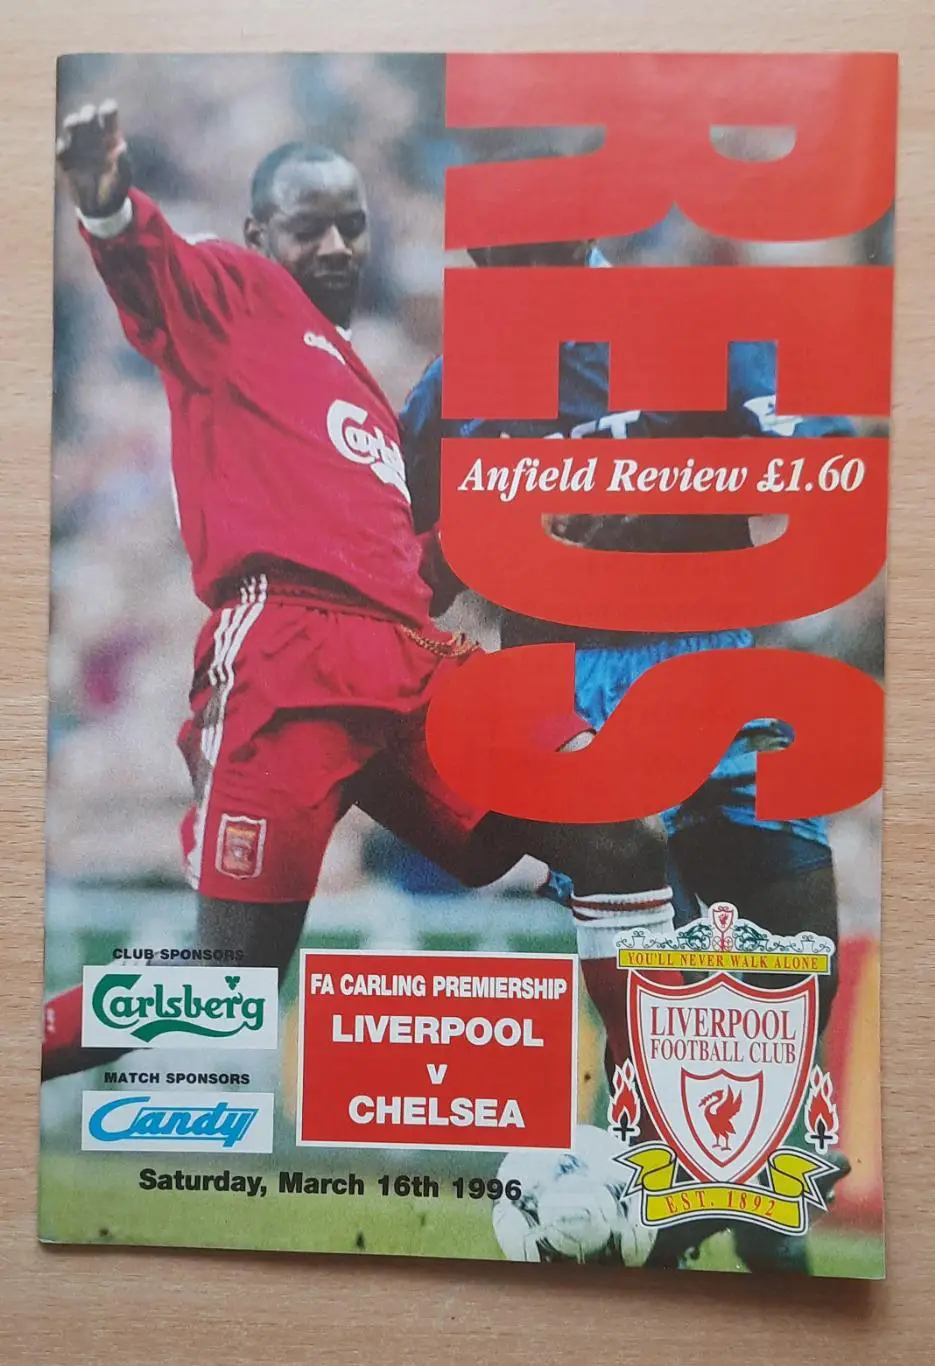 REDS
Anfield Review £1.60
Carlsberg
CLUB SPONSORS
Carlsberg
MATCH SPONSORS
Candy
FA CARLING PREMIERSHIP
LIVERPOOL
v
CHELSEA
Saturday, March 16th 1996
YOU'LL NEVER WALK ALONE
LIVERPOOL
FOOTBALL CLUB
EST. 1892